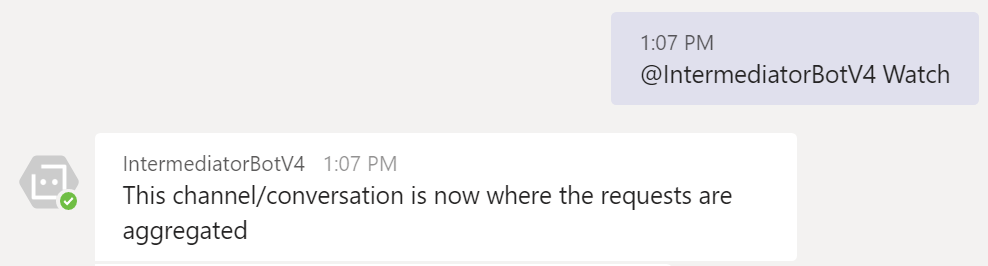 1:07 PM
@IntermediatorBotV4 Watch
IntermediatorBotV4 1:07 PM
This channel/conversation is now where the requests are
aggregated